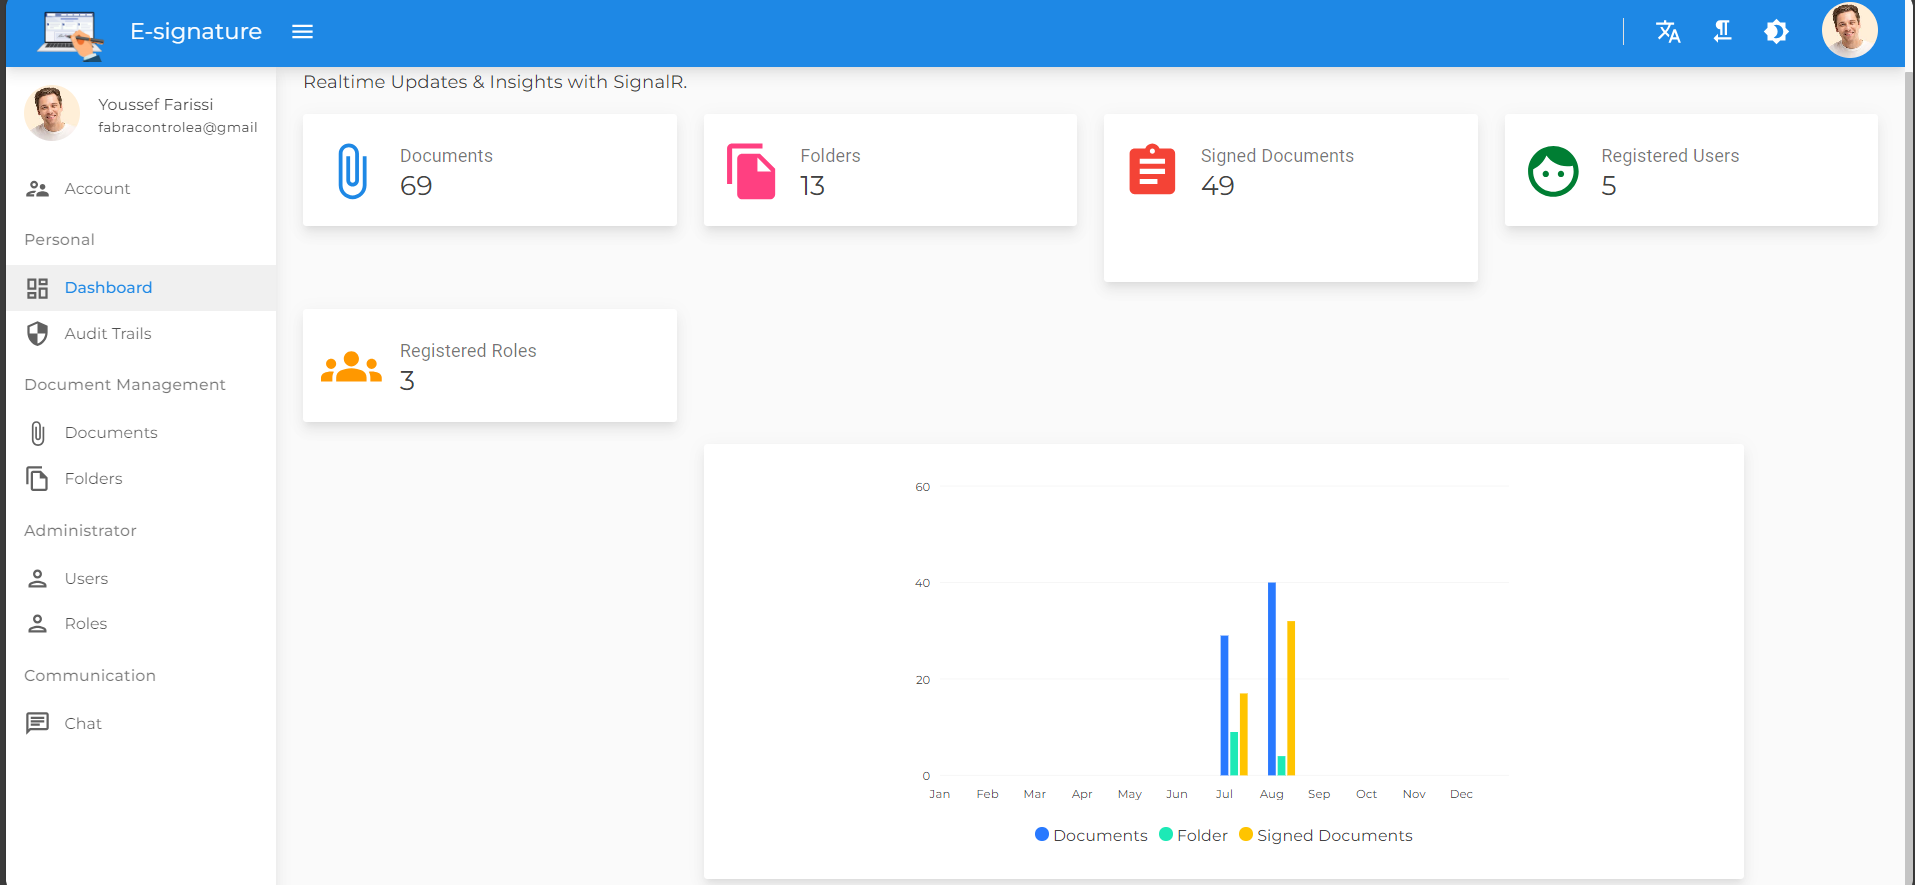 E-signature
Youssef Farissi
fabracontrolea@gmail
Account
Personal
Dashboard
Audit Trails
Document Management
Documents
Folders
Administrator
Users
Roles
Communication
Chat
Realtime Updates & Insights with SignalR.
Documents
69
Folders
13
Signed Documents
49
Registered Users
5
Registered Roles
3
60
40
20
0
Jan Feb Mar Apr May Jun Jul Aug Sep Oct Nov Dec
Documents Folder Signed Documents